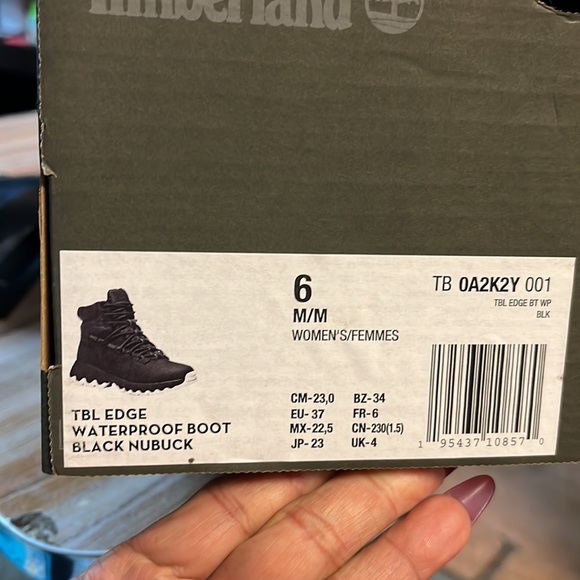 Timberland
6
M/M
WOMEN'S/FEMMES
TB 0A2K2Y 001
TBL EDGE BT WP
BLK
TBL EDGE
WATERPROOF BOOT
BLACK NUBUCK
CM-23,0 BZ-34
EU-37 FR-6
MX-22,5 CN-230(1.5)
JP-23 UK-4
1 95437 10857 0